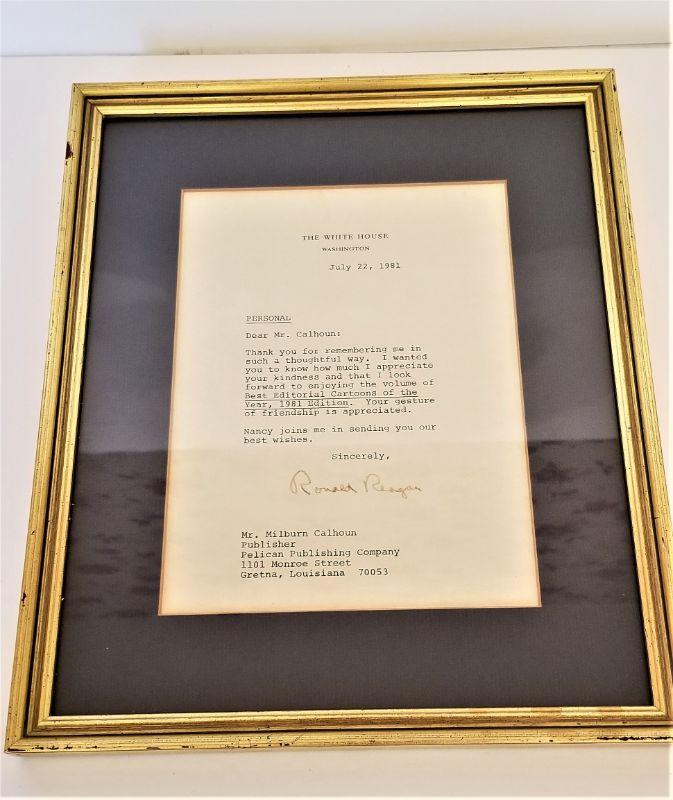 THE WHITE HOUSE
WASHINGTON
July 22, 1981
PERSONAL
Dear Mr. Calhoun:
Thank you for remembering me in
such a thoughtful way. I wanted
you to know how much I appreciate
your kindness and that I look
forward to enjoying the volume of
Best Editorial Cartoons of the
Year, 1981 Edition. Your gesture
of friendship is appreciated.
Nancy joins me in sending you our
best wishes.
Sincerely,
Ronald Reagan
Mr. Milburn Calhoun
Publisher
Pelican Publishing Company
1101 Monroe Street
Gretna, Louisiana 70053